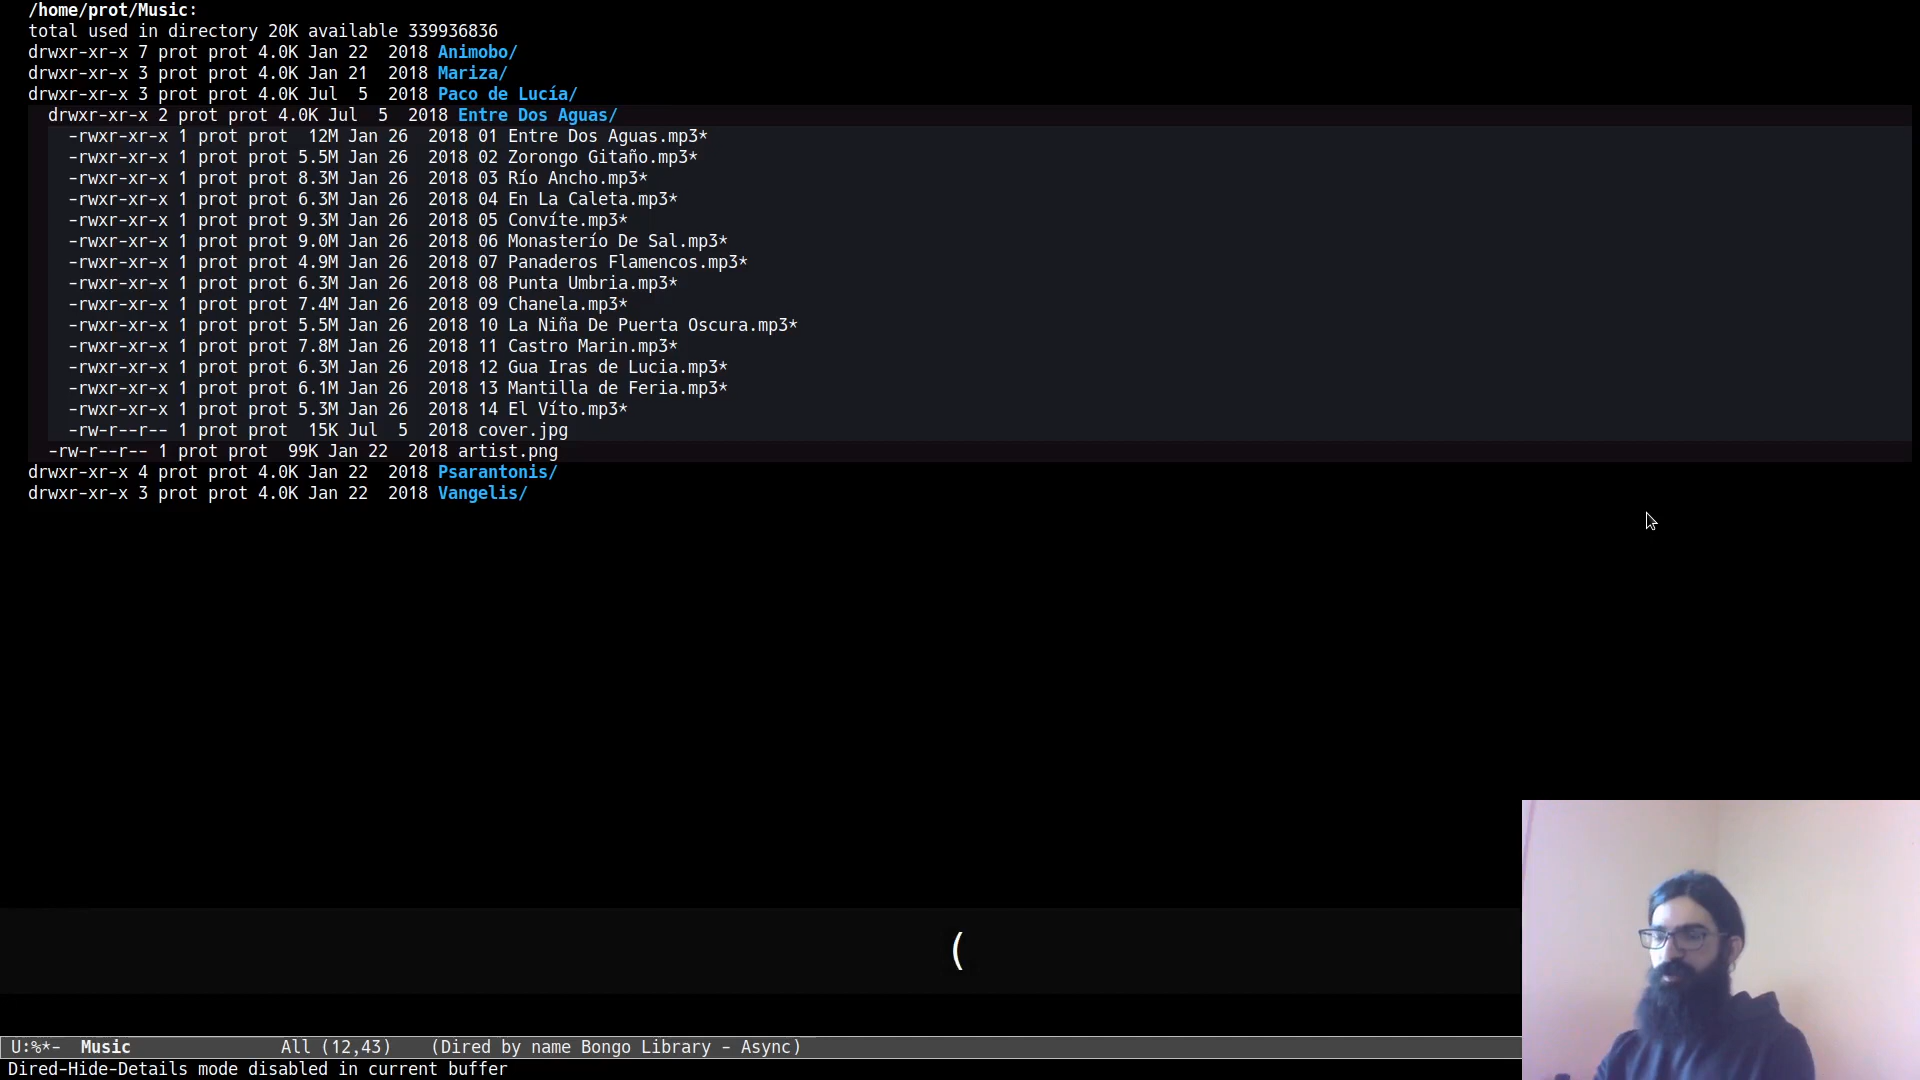 /home/prot/Music:
total used in directory 20K available 339936836
drwxr-xr-x 7 prot prot 4.0K Jan 22  2018 Animobo/
drwxr-xr-x 3 prot prot 4.0K Jan 21  2018 Mariza/
drwxr-xr-x 3 prot prot 4.0K Jul  5  2018 Paco de Lucía/
drwxr-xr-x 2 prot prot 4.0K Jul  5  2018 Entre Dos Aguas/
-rwxr-xr-x 1 prot prot  12M Jan 26  2018 01 Entre Dos Aguas.mp3*
-rwxr-xr-x 1 prot prot 5.5M Jan 26  2018 02 Zorongo Gitaño.mp3*
-rwxr-xr-x 1 prot prot 8.3M Jan 26  2018 03 Río Ancho.mp3*
-rwxr-xr-x 1 prot prot 6.3M Jan 26  2018 04 En La Caleta.mp3*
-rwxr-xr-x 1 prot prot 9.3M Jan 26  2018 05 Convíte.mp3*
-rwxr-xr-x 1 prot prot 9.0M Jan 26  2018 06 Monasterío De Sal.mp3*
-rwxr-xr-x 1 prot prot 4.9M Jan 26  2018 07 Panaderos Flamencos.mp3*
-rwxr-xr-x 1 prot prot 6.3M Jan 26  2018 08 Punta Umbria.mp3*
-rwxr-xr-x 1 prot prot 7.4M Jan 26  2018 09 Chanela.mp3*
-rwxr-xr-x 1 prot prot 5.5M Jan 26  2018 10 La Niña De Puerta Oscura.mp3*
-rwxr-xr-x 1 prot prot 7.8M Jan 26  2018 11 Castro Marin.mp3*
-rwxr-xr-x 1 prot prot 6.3M Jan 26  2018 12 Gua Iras de Lucia.mp3*
-rwxr-xr-x 1 prot prot 6.1M Jan 26  2018 13 Mantilla de Feria.mp3*
-rwxr-xr-x 1 prot prot 5.3M Jan 26  2018 14 El Víto.mp3*
-rw-r--r-- 1 prot prot  15K Jul  5  2018 cover.jpg
-rw-r--r-- 1 prot prot  99K Jan 22  2018 artist.png
drwxr-xr-x 4 prot prot 4.0K Jan 22  2018 Psarantonis/
drwxr-xr-x 3 prot prot 4.0K Jan 22  2018 Vangelis/
(
U:%*-  Music  All (12,43)  (Dired by name Bongo Library - Async)
Dired-Hide-Details mode disabled in current buffer